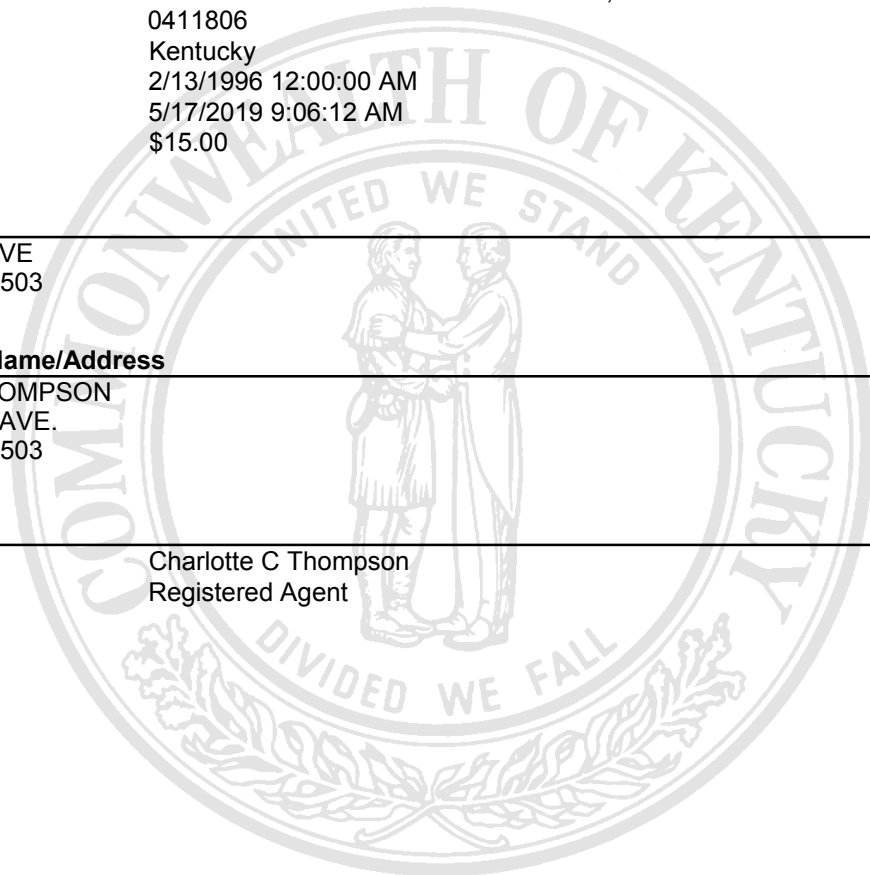 0411806
Kentucky
2/13/1996 12:00:00 AM
5/17/2019 9:06:12 AM
$15.00
VE
503
Name/Address
OMPSON
AVE.
503
Charlotte C Thompson
Registered Agent
COMMONWEALTH OF KENTUCKY
UNITED WE STAND
DIVIDED WE FALL